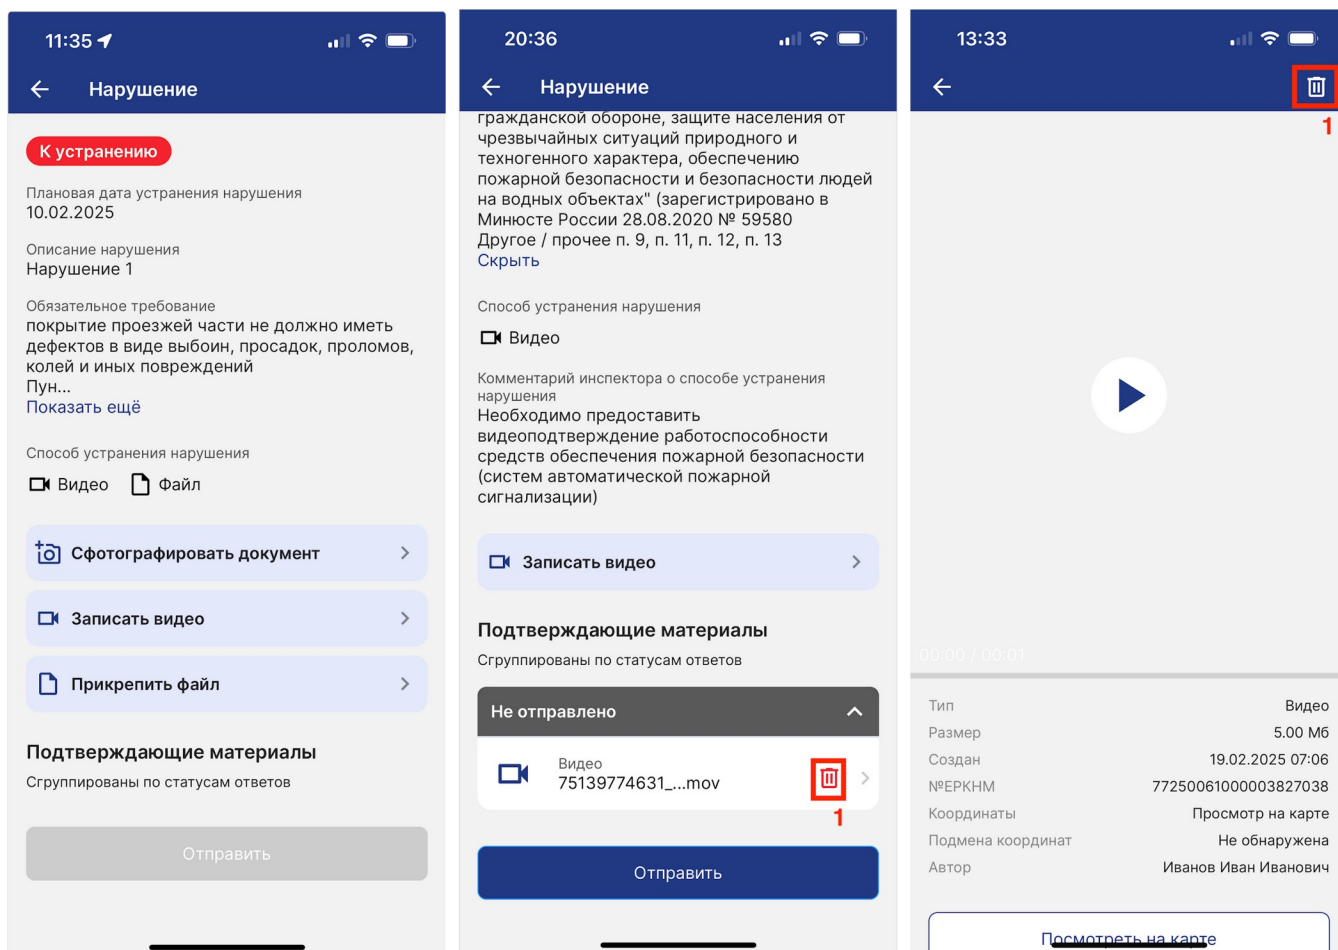 11:35
Нарушение
К устранению
Плановая дата устранения нарушения
10.02.2025
Описание нарушения
Нарушение 1
Обязательное требование
покрытие проезжей части не должно иметь
дефектов в виде выбоин, просадок, проломов,
колей и иных повреждений
Пун...
Показать ещё
Способ устранения нарушения
Видео
Файл
Сфотографировать документ
Записать видео
Прикрепить файл
Подтверждающие материалы
Сгруппированы по статусам ответов
Отправить
20:36
Нарушение
гражданской обороне, защите населения от
чрезвычайных ситуаций природного и
техногенного характера, обеспечению
пожарной безопасности и безопасности людей
на водных объектах" (зарегистрировано в
Минюсте России 28.08.2020 № 59580
Другое / прочее п. 9, п. 11, п. 12, п. 13
Скрыть
Способ устранения нарушения
Видео
Комментарий инспектора о способе устранения
нарушения
Необходимо предоставить
видеоподтверждение работоспособности
средств обеспечения пожарной безопасности
(систем автоматической пожарной
сигнализации)
Записать видео
Подтверждающие материалы
Сгруппированы по статусам ответов
Не отправлено
Видео
75139774631_...mov
1
Отправить
13:33
1
00:00 / 00:01
Тип Видео
Размер 5.00 Мб
Создан 19.02.2025 07:06
№ЕРКНМ 77250061000003827038
Координаты Просмотр на карте
Подмена координат Не обнаружена
Автор Иванов Иван Иванович
Посмотреть на карте